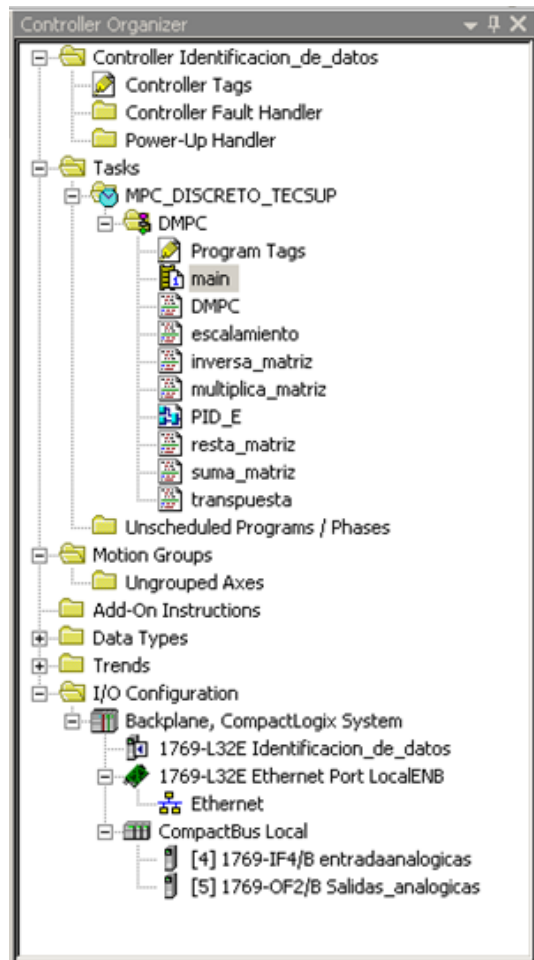 Controller Organizer
Controller Identificacion_de_datos
Controller Tags
Controller Fault Handler
Power-Up Handler
Tasks
MPC_DISCRETO_TECSUP
DMPC
Program Tags
main
DMPC
escalamiento
inversa_matriz
multiplica_matriz
PID_E
resta_matriz
suma_matriz
transpuesta
Unscheduled Programs / Phases
Motion Groups
Ungrouped Axes
Add-On Instructions
Data Types
Trends
I/O Configuration
Backplane, CompactLogix System
1769-L32E Identificacion_de_datos
1769-L32E Ethernet Port LocalENB
Ethernet
CompactBus Local
[4] 1769-IF4/B entradaanalogicas
[5] 1769-OF2/B Salidas_analogicas